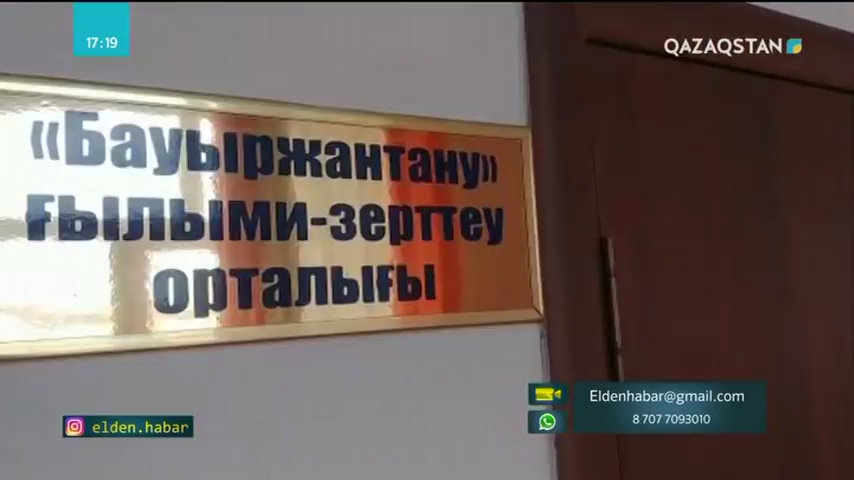 17:19
QAZAQSTAN
«Бауыржантану»
ғылыми-зерттеу
орталығы
Eldenhabar@gmail.com
8 707 7093010
elden.habar